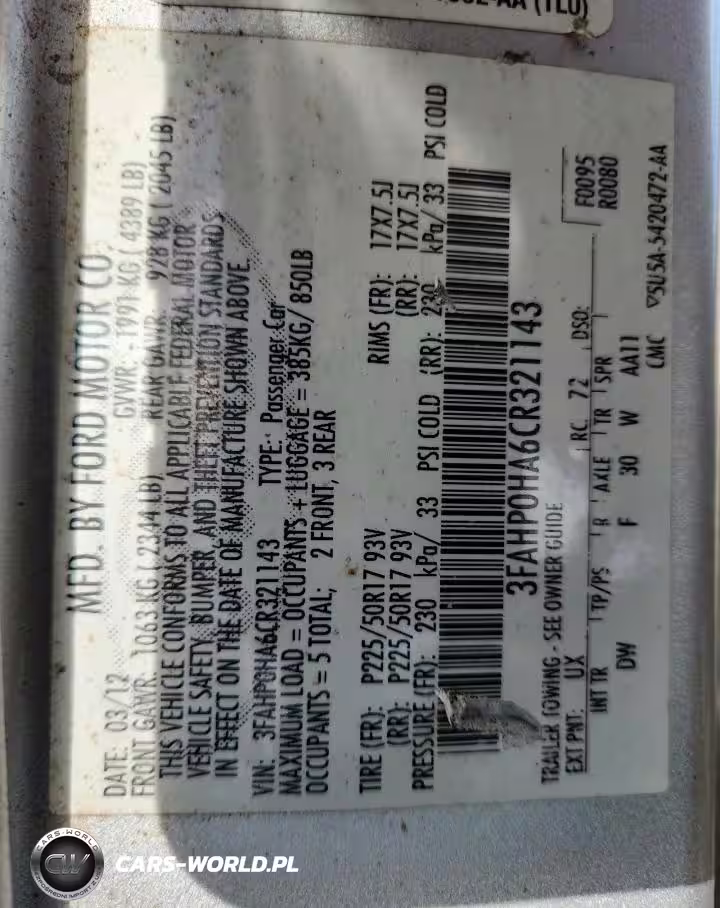 MFD. BY FORD MOTOR CO.
DATE: 03/12 GVWR: 1991 KG ( 4389 LB)
FRONT GAWR: 1063 KG ( 2344 LB) REAR GAWR: 928 KG ( 2045 LB)
THIS VEHICLE CONFORMS TO ALL APPLICABLE FEDERAL MOTOR
VEHICLE SAFETY, BUMPER, AND THEFT PREVENTION STANDARDS
IN EFFECT ON THE DATE OF MANUFACTURE SHOWN ABOVE.
VIN: 3FAHP0HA6CR321143 TYPE: Passenger Car
MAXIMUM LOAD = OCCUPANTS + LUGGAGE = 385KG/ 850LB
OCCUPANTS = 5 TOTAL; 2 FRONT, 3 REAR
TIRE (FR): P225/50R17 93V RIMS (FR): 17X7.5J
(RR): P225/50R17 93V (RR): 17X7.5J
PRESSURE (FR): 230 kPa/ 33 PSI COLD (RR): 230 kPa/ 33 PSI COLD
3FAHP0HA6CR321143
TRAILER TOWING - SEE OWNER GUIDE
F0095
R0080
EXT PNT: UX RC: 72 DSO:
INT TR TP/PS R AXLE TR SPR
DW F 30 W AA11
CMC
5U5A-5420472-AA
-AA (TLU)
CARS-WORLD
CW
CARS-WORLD.PL